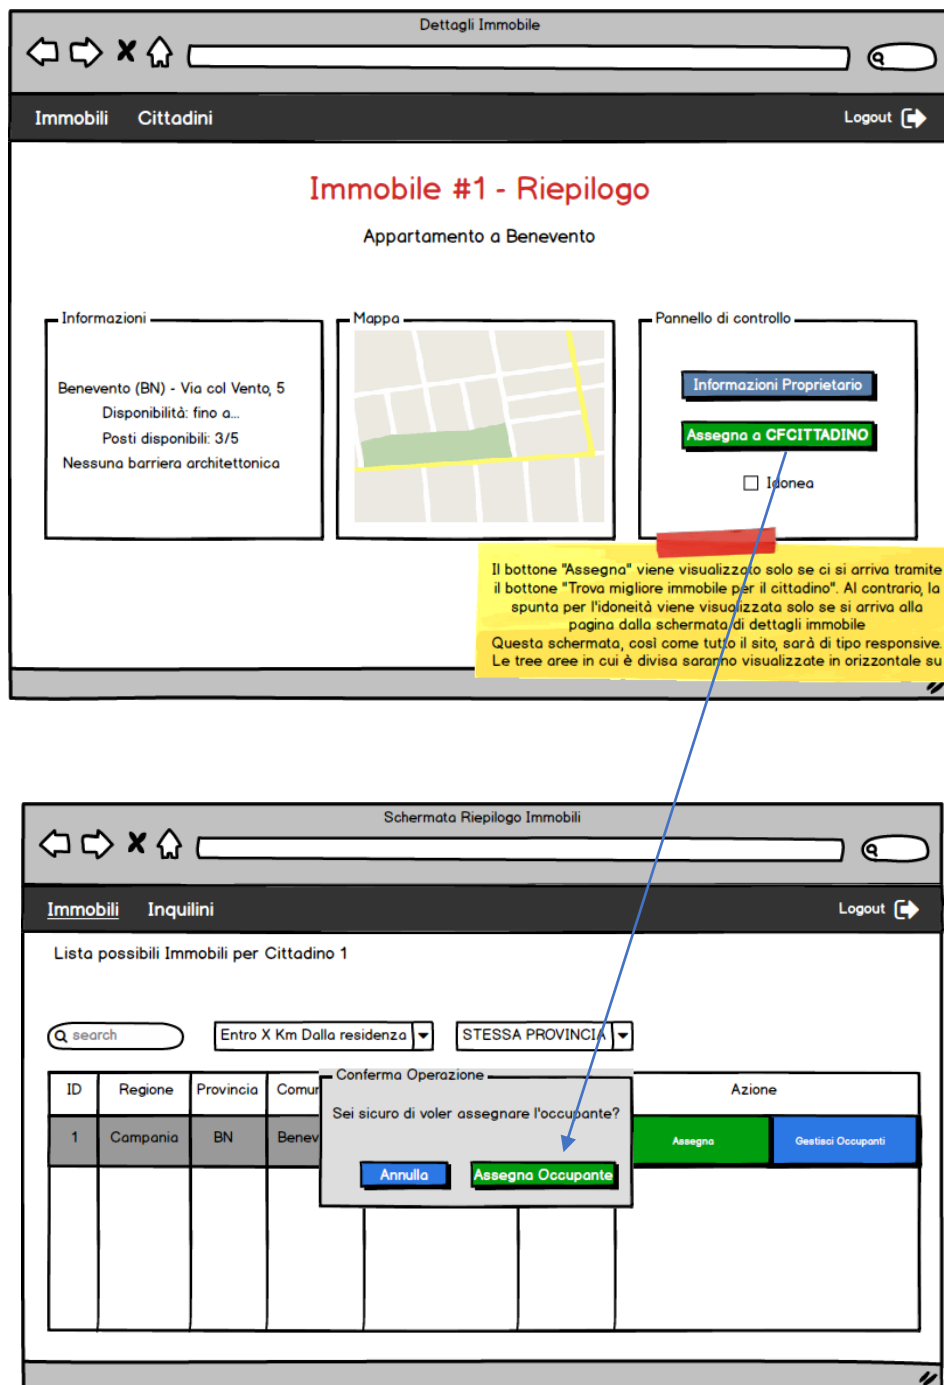 Dettagli Immobile
Immobili Cittadini Logout
Immobile #1 - Riepilogo
Appartamento a Benevento
Informazioni
Benevento (BN) - Via col Vento, 5
Disponibilità: fino a...
Posti disponibili: 3/5
Nessuna barriera architettonica
Mappa
Pannello di controllo
Informazioni Proprietario
Assegna a CFCITTADINO
Idonea
Il bottone "Assegna" viene visualizzato solo se ci si arriva tramite
il bottone "Trova migliore immobile per il cittadino". Al contrario, la
spunta per l'idoneità viene visualizzata solo se si arriva alla
pagina dalla schermata di dettagli immobile
Questa schermata, così come tutto il sito, sarà di tipo responsive.
Le tree aree in cui è divisa saranno visualizzate in orizzontale su
Schermata Riepilogo Immobili
Immobili Inquilini Logout
Lista possibili Immobili per Cittadino 1
search Entro X Km Dalla residenza STESSA PROVINCIA
ID Regione Provincia Comun Azione
1 Campania BN Benev Assegna Gestisci Occupanti
Conferma Operazione
Sei sicuro di voler assegnare l'occupante?
Annulla Assegna Occupante